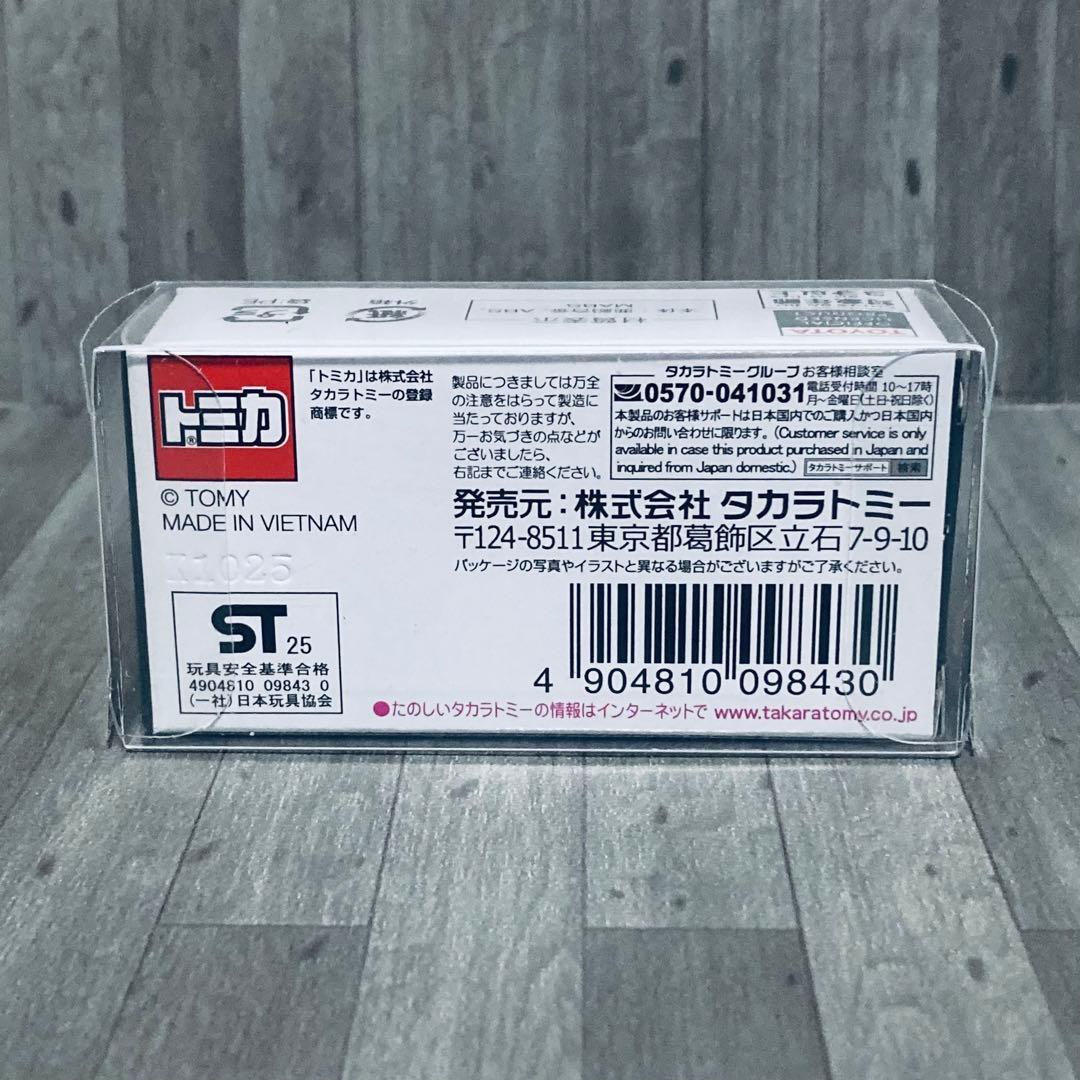 トミカ
®
「トミカ」は株式会社
タカラトミーの登録
商標です。
© TOMY
MADE IN VIETNAM
K1025
ST 25
玩具安全基準合格
4904810 09843 0
(一社)日本玩具協会
製品につきましては万全
の注意をはらって製造に
当たっておりますが、
万一お気づきの点などが
ございましたら、
右記までご連絡ください。
タカラトミーグループ お客様相談室
0570-041031 電話受付時間 10〜17時
月〜金曜日(土日・祝日除く)
本製品のお客様サポートは日本国内でのご購入かつ日本国内
からのお問い合わせに限ります。(Customer service is only
available in case this product purchased in Japan and
inquired from Japan domestic.) タカラトミーサポート 検索
発売元：株式会社 タカラトミー
〒124-8511 東京都葛飾区立石 7-9-10
パッケージの写真やイラストと異なる場合がございますがご了承ください。
4 904810 098430
●たのしいタカラトミーの情報はインターネットで www.takaratomy.co.jp
TOYOTA
材質表示
外箱
紙
袋:PE
プラ